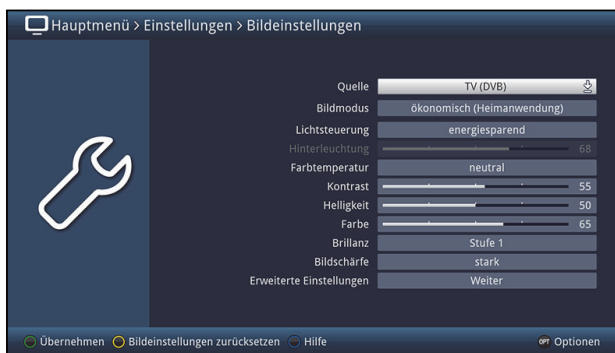 Hauptmenü > Einstellungen > Bildeinstellungen
Quelle TV (DVB)
Bildmodus ökonomisch (Heimanwendung)
Lichtsteuerung energiesparend
Hinterleuchtung 68
Farbtemperatur neutral
Kontrast 55
Helligkeit 50
Farbe 65
Brillanz Stufe 1
Bildschärfe stark
Erweiterte Einstellungen Weiter
Übernehmen Bildeinstellungen zurücksetzen Hilfe OPT Optionen